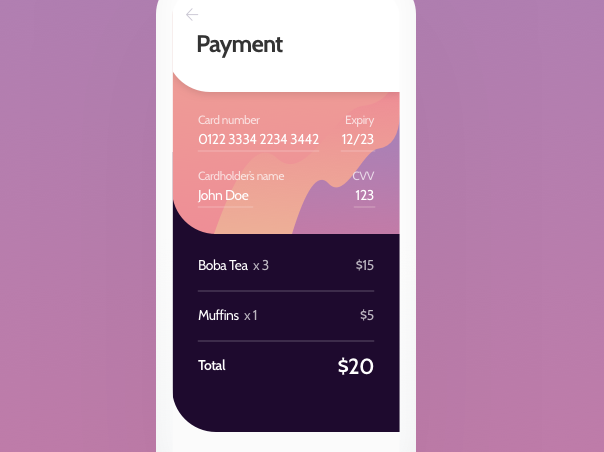 Payment
Card number Expiry
0122 3334 2234 3442 12/23
Cardholder's name CVV
John Doe 123
Boba Tea x 3 $15
Muffins x 1 $5
Total $20